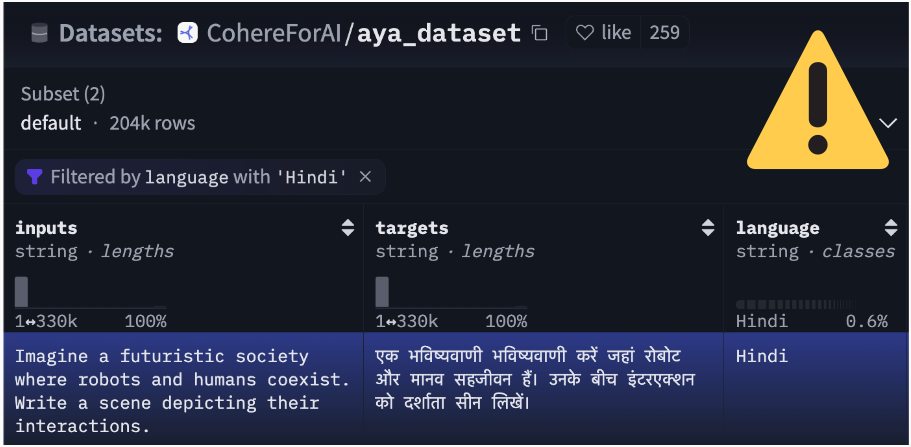 Datasets: CohereForAI/aya_dataset like 259
Subset (2)
default · 204k rows
Filtered by language with 'Hindi' ×
inputs targets language
string · lengths string · lengths string · classes
1↔330k 100% 1↔330k 100% Hindi 0.6%
Imagine a futuristic society
where robots and humans coexist.
Write a scene depicting their
interactions.
एक भविष्यवाणी भविष्यवाणी करें जहां रोबोट
और मानव सहजीवन हैं। उनके बीच इंटरएक्शन
को दर्शाता सीन लिखें।
Hindi